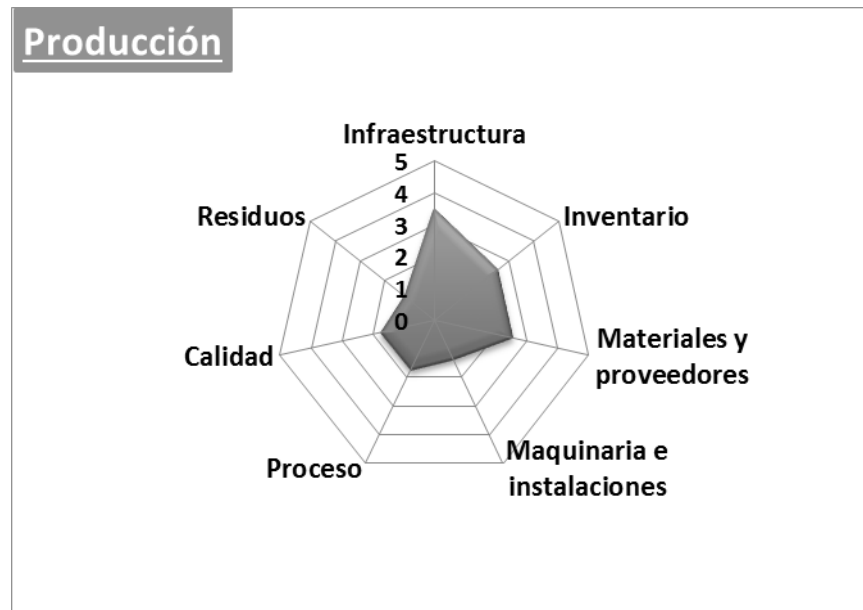 Producción
Infraestructura
5
4
3
2
1
0
Inventario
Materiales y
proveedores
Maquinaria e
instalaciones
Proceso
Calidad
Residuos